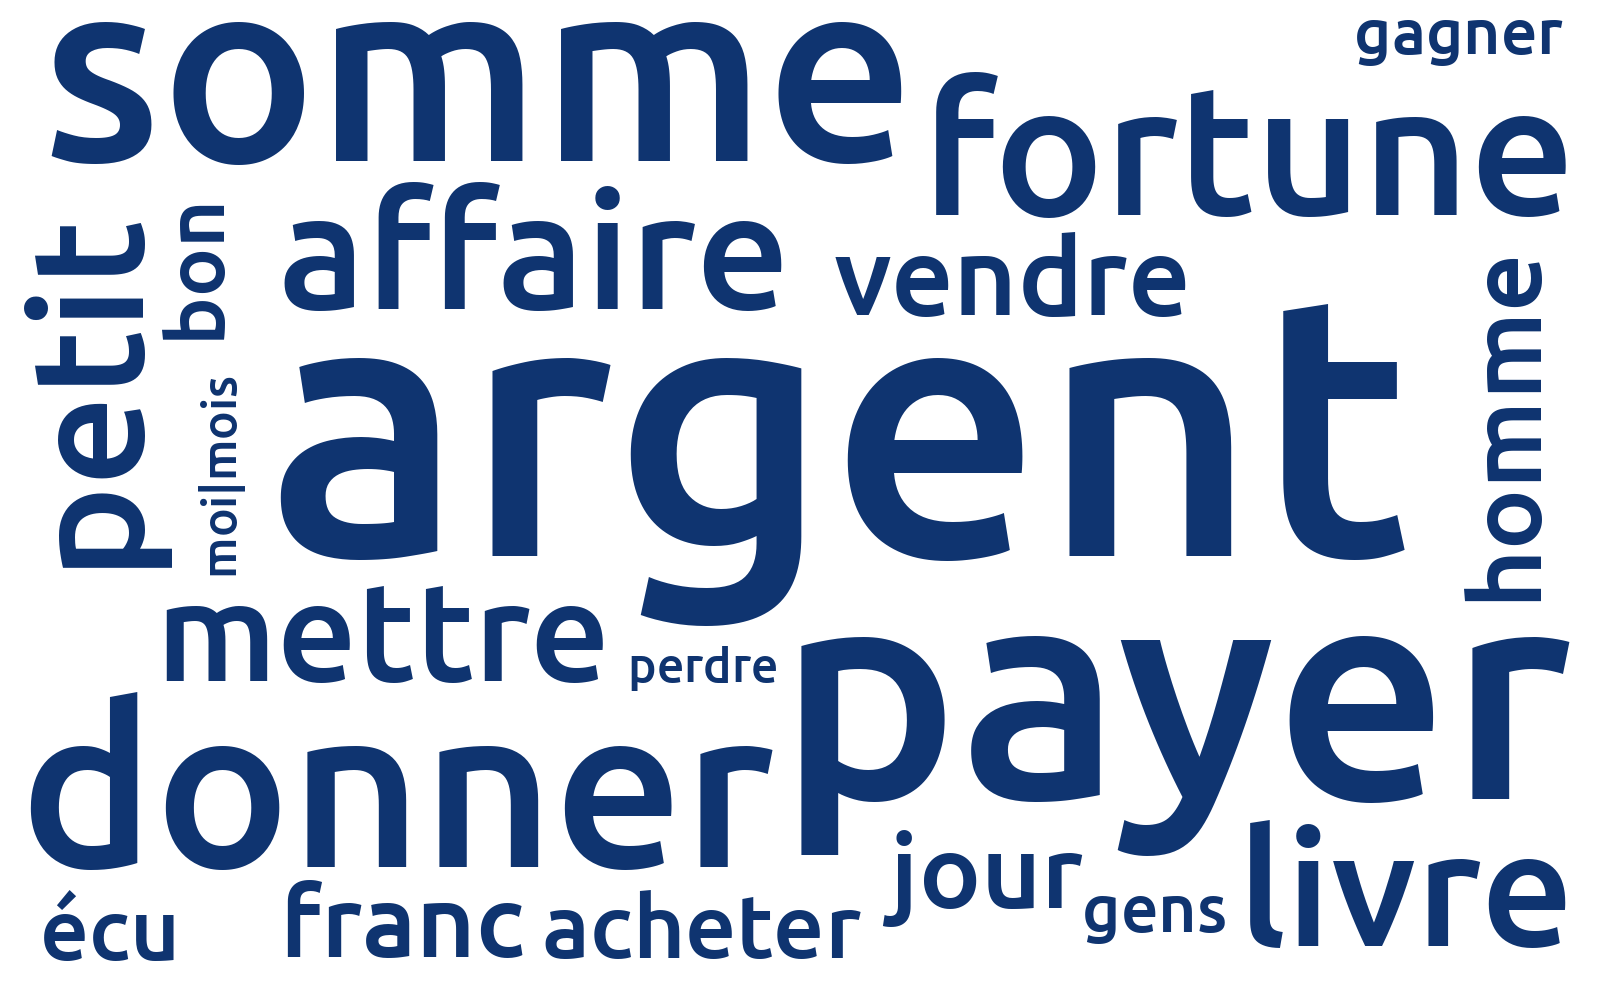 somme
gagner
fortune
affaire
petit
bon
vendre
argent
homme
moi|mois
mettre
perdre
payer
donner
jour
livre
écu
franc
acheter
gens